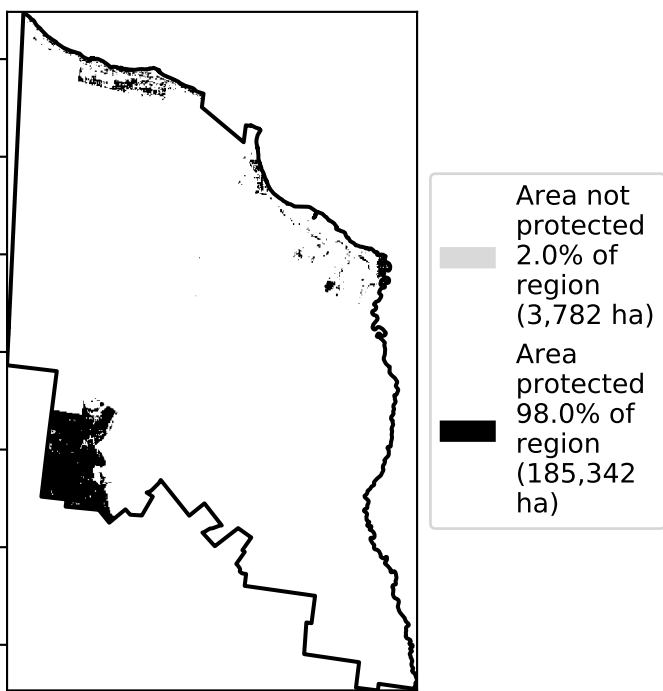 Area not
protected
2.0% of
region
(3,782 ha)
Area
protected
98.0% of
region
(185,342
ha)